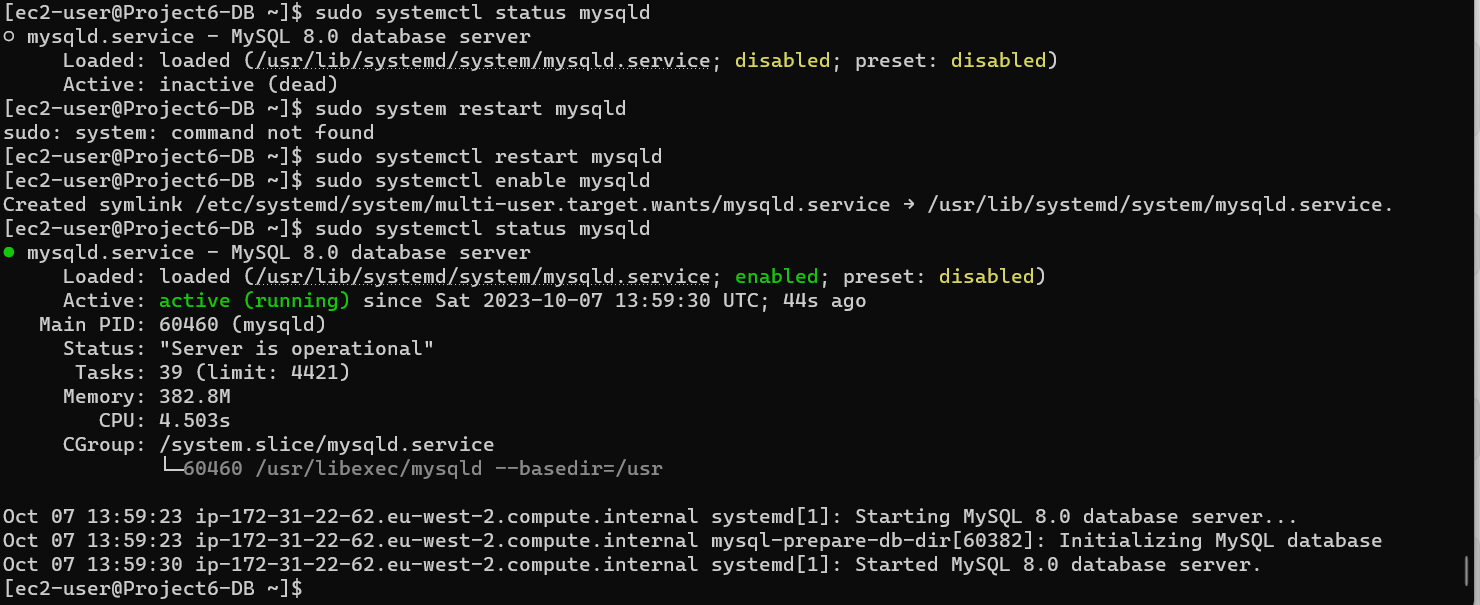 [ec2-user@Project6-DB ~]$ sudo systemctl status mysqld
○ mysqld.service - MySQL 8.0 database server
     Loaded: loaded (/usr/lib/systemd/system/mysqld.service; disabled; preset: disabled)
     Active: inactive (dead)
[ec2-user@Project6-DB ~]$ sudo system restart mysqld
sudo: system: command not found
[ec2-user@Project6-DB ~]$ sudo systemctl restart mysqld
[ec2-user@Project6-DB ~]$ sudo systemctl enable mysqld
Created symlink /etc/systemd/system/multi-user.target.wants/mysqld.service → /usr/lib/systemd/system/mysqld.service.
[ec2-user@Project6-DB ~]$ sudo systemctl status mysqld
● mysqld.service - MySQL 8.0 database server
     Loaded: loaded (/usr/lib/systemd/system/mysqld.service; enabled; preset: disabled)
     Active: active (running) since Sat 2023-10-07 13:59:30 UTC; 44s ago
   Main PID: 60460 (mysqld)
     Status: "Server is operational"
      Tasks: 39 (limit: 4421)
     Memory: 382.8M
        CPU: 4.503s
     CGroup: /system.slice/mysqld.service
             └─60460 /usr/libexec/mysqld --basedir=/usr

Oct 07 13:59:23 ip-172-31-22-62.eu-west-2.compute.internal systemd[1]: Starting MySQL 8.0 database server...
Oct 07 13:59:23 ip-172-31-22-62.eu-west-2.compute.internal mysql-prepare-db-dir[60382]: Initializing MySQL database
Oct 07 13:59:30 ip-172-31-22-62.eu-west-2.compute.internal systemd[1]: Started MySQL 8.0 database server.
[ec2-user@Project6-DB ~]$